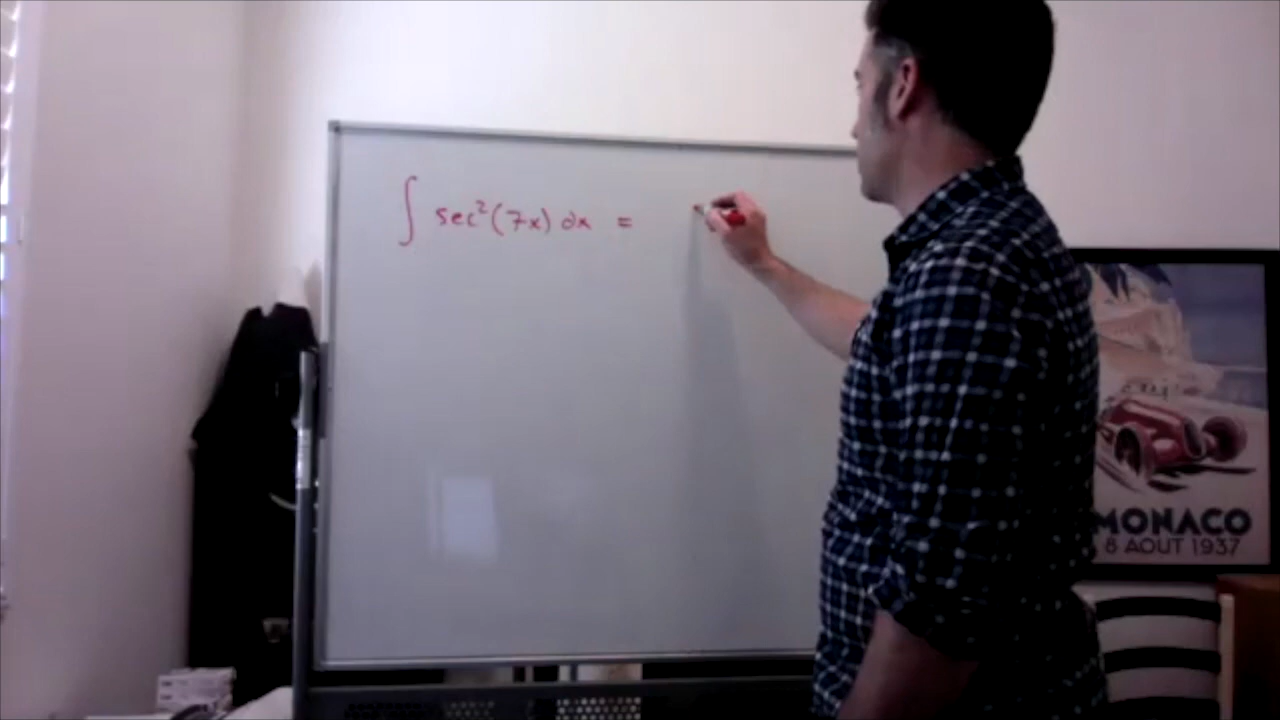 ∫ sec²(7x) dx =
MONACO
8 AOUT 1937